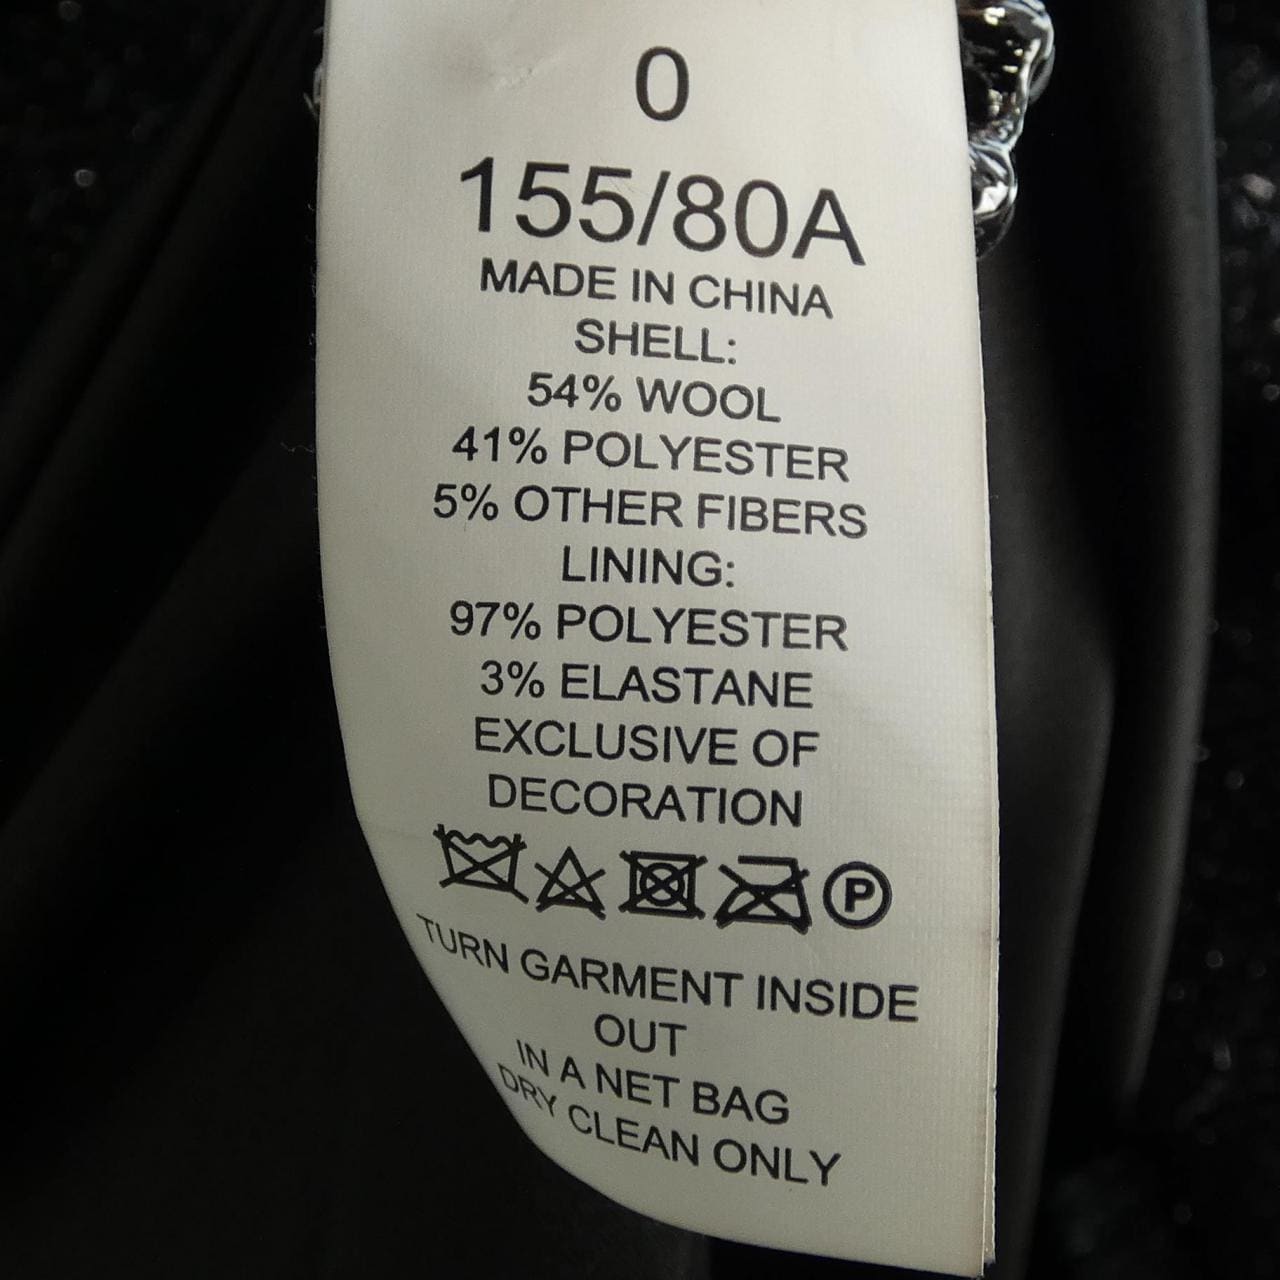 0
155/80A
MADE IN CHINA
SHELL:
54% WOOL
41% POLYESTER
5% OTHER FIBERS
LINING:
97% POLYESTER
3% ELASTANE
EXCLUSIVE OF
DECORATION
P
TURN GARMENT INSIDE
OUT
IN A NET BAG
DRY CLEAN ONLY